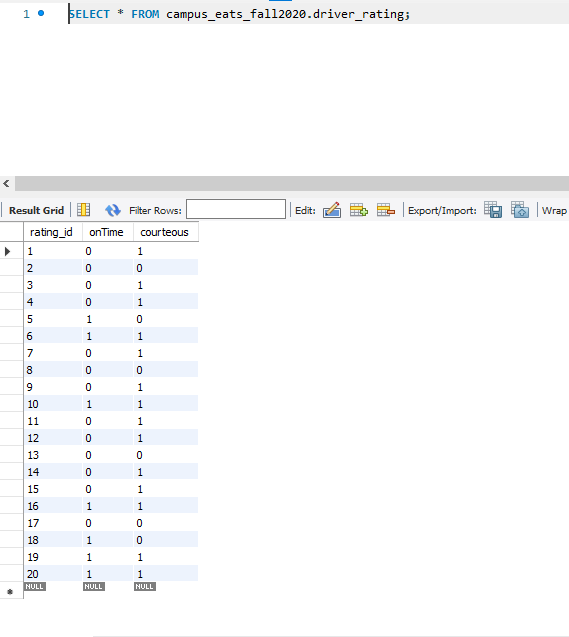 1 SELECT * FROM campus_eats_fall2020.driver_rating;
Result Grid Filter Rows: Edit: Export/Import: Wrap
rating_id onTime courteous
1 0 1
2 0 0
3 0 1
4 0 1
5 1 0
6 1 1
7 0 1
8 0 0
9 0 1
10 1 1
11 0 1
12 0 1
13 0 0
14 0 1
15 0 1
16 1 1
17 0 0
18 1 0
19 1 1
20 1 1
NULL NULL NULL